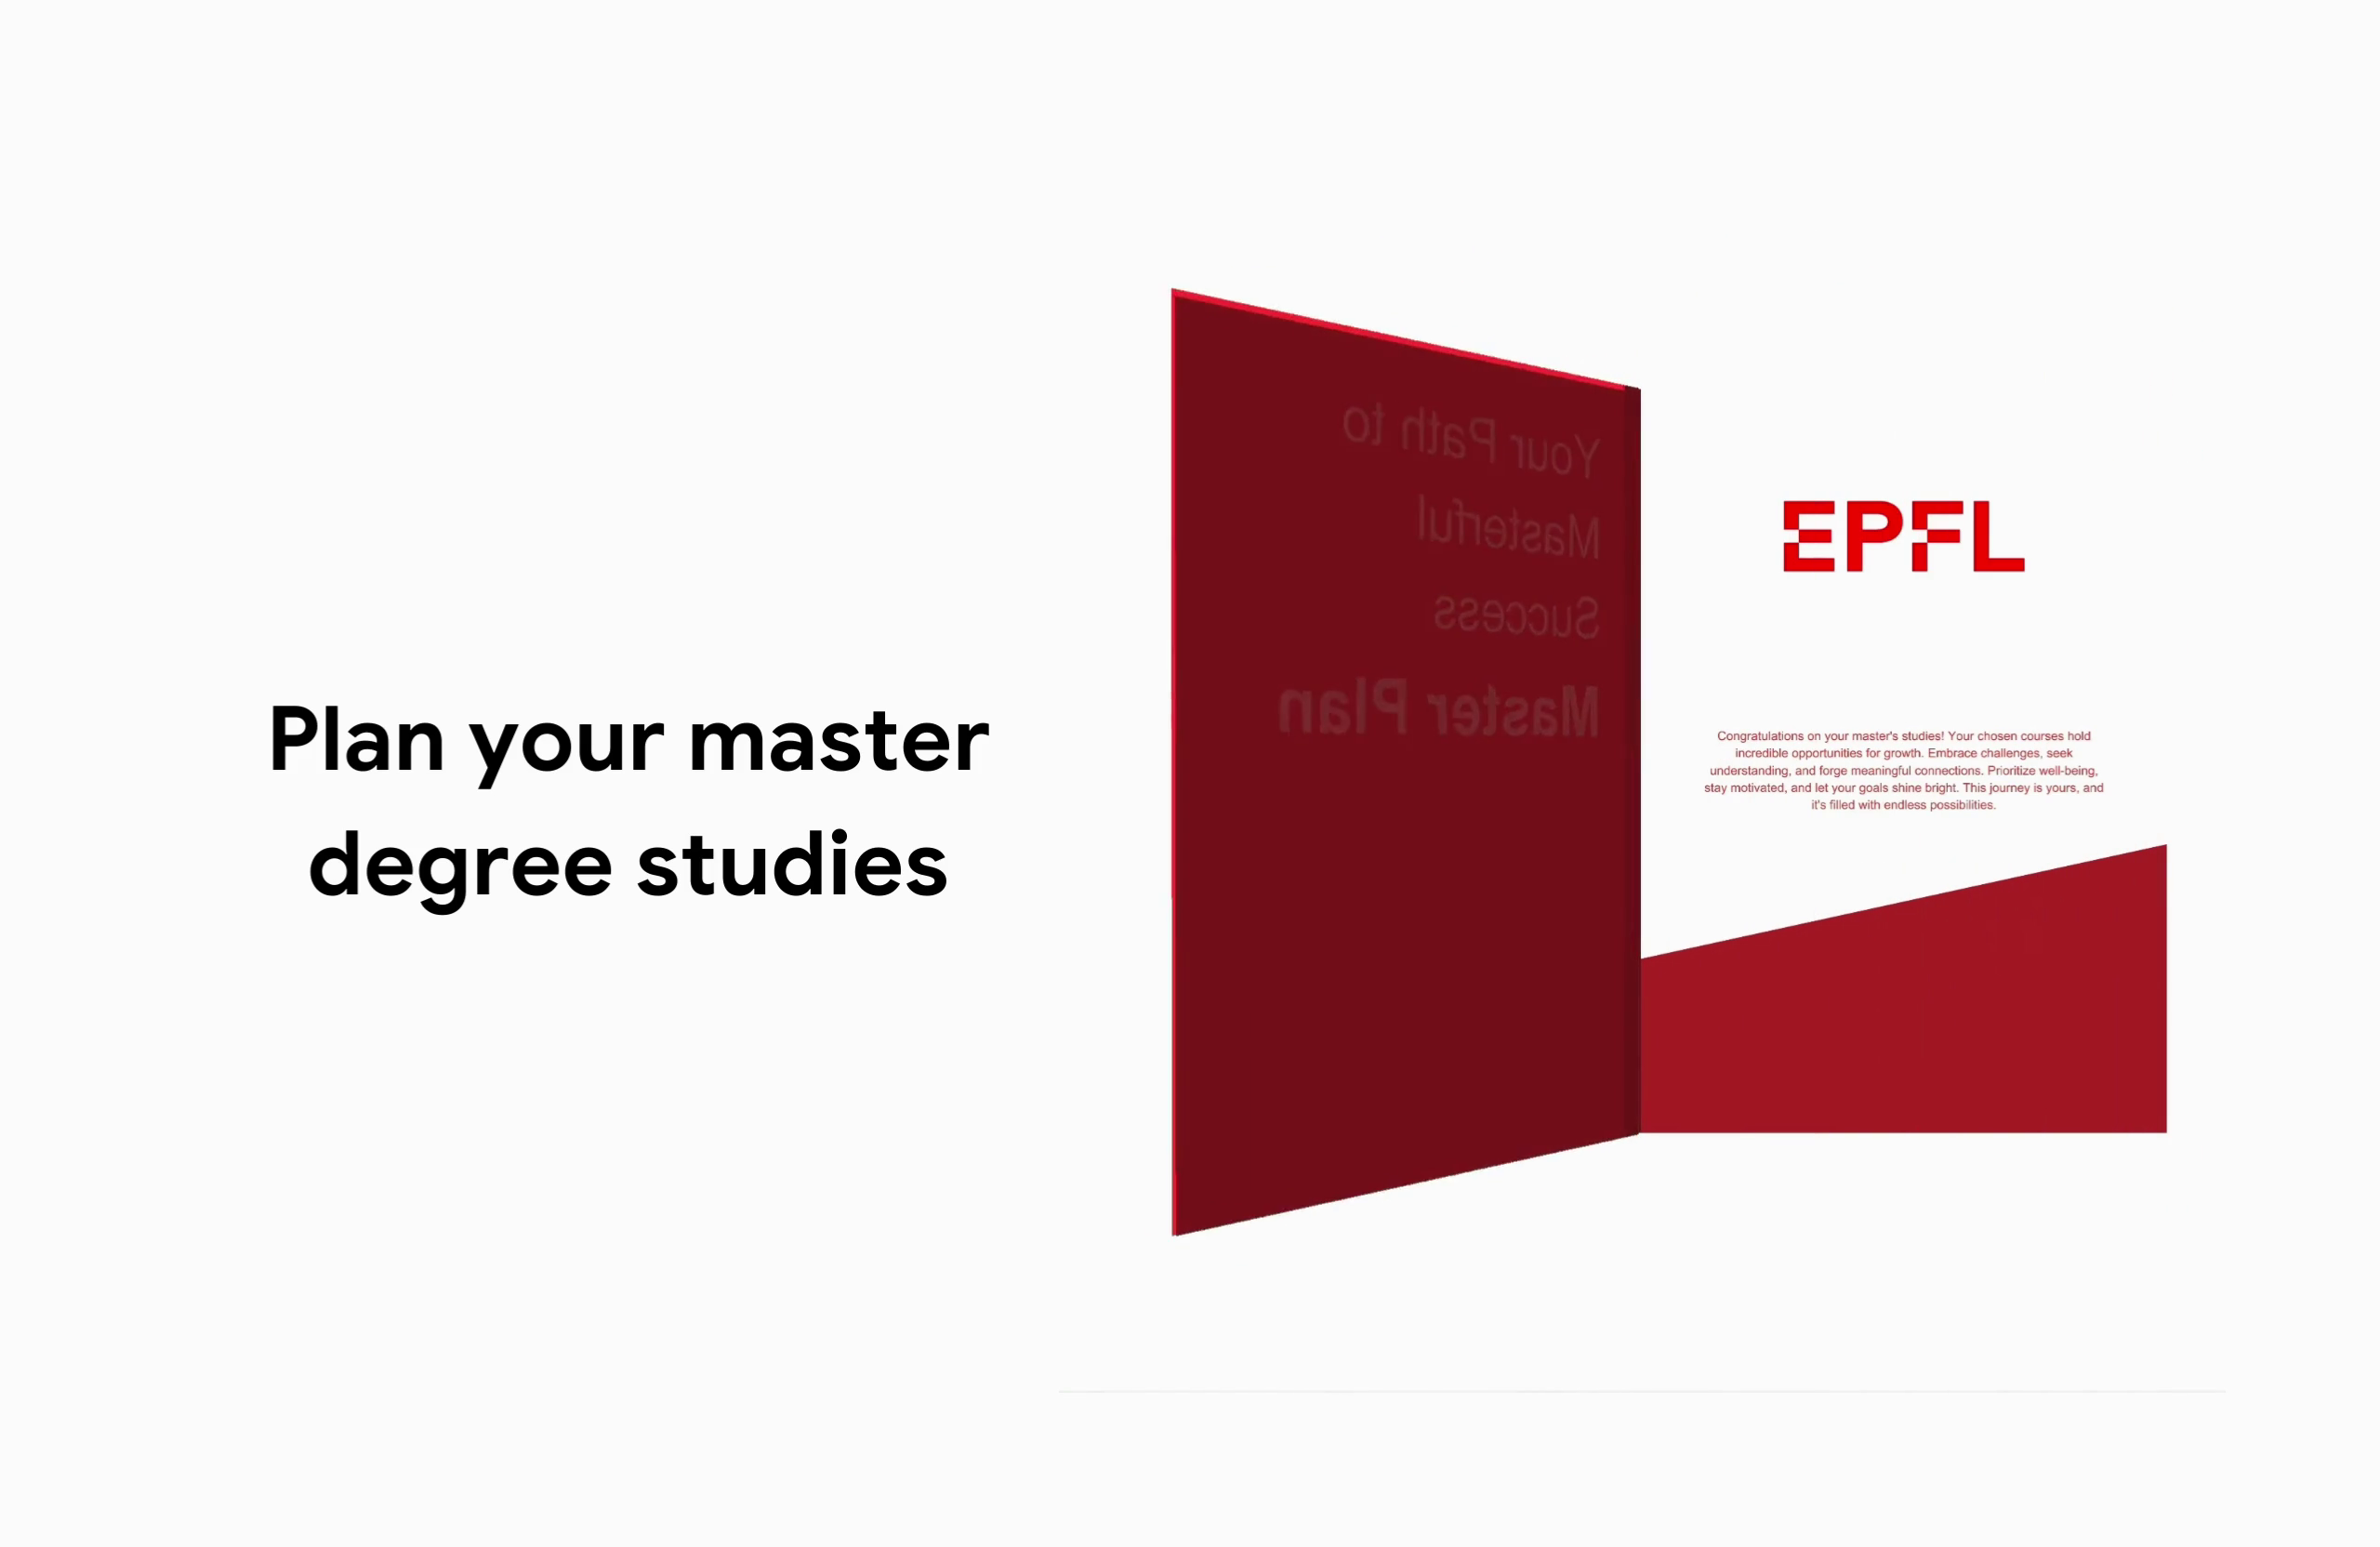 Plan your master
degree studies
Your Path to
Masterful
Success
Master Plan
EPFL
Congratulations on your master's studies! Your chosen courses hold
incredible opportunities for growth. Embrace challenges, seek
understanding, and forge meaningful connections. Prioritize well-being,
stay motivated, and let your goals shine bright. This journey is yours, and
it's filled with endless possibilities.